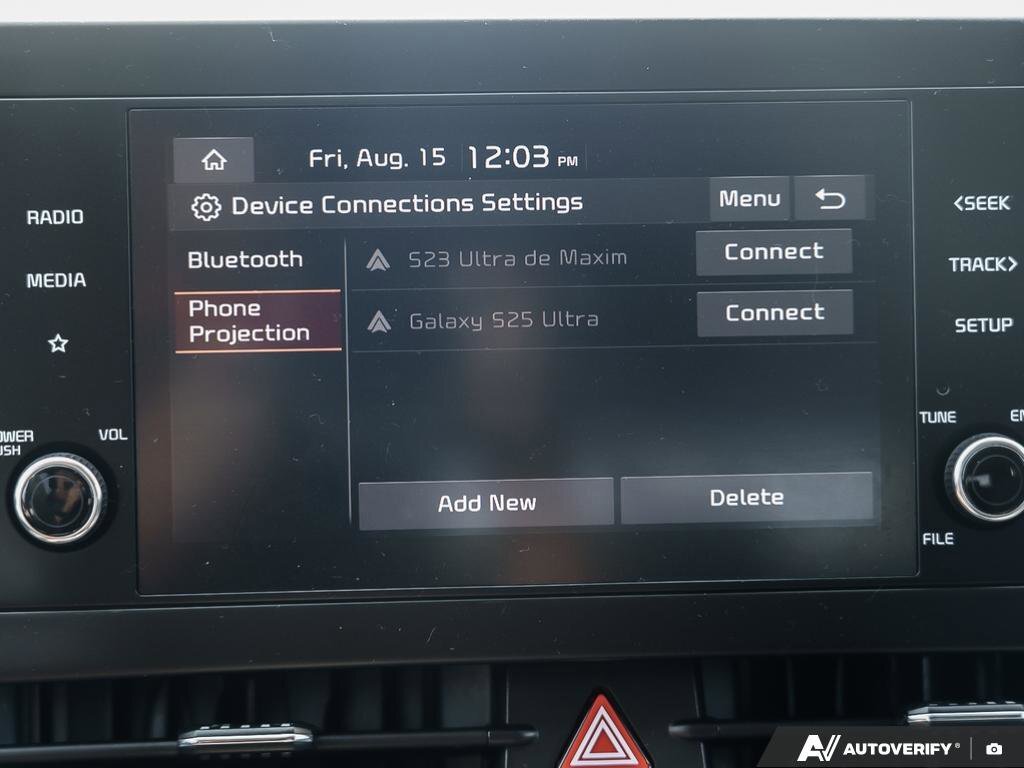 Fri, Aug. 15 12:03 PM
Device Connections Settings Menu
RADIO
MEDIA
Bluetooth
Phone
Projection
S23 Ultra de Maxim Connect
Galaxy S25 Ultra Connect
Add New Delete
<SEEK
TRACK>
SETUP
VOL
TUNE
FILE
AUTOVERIFY